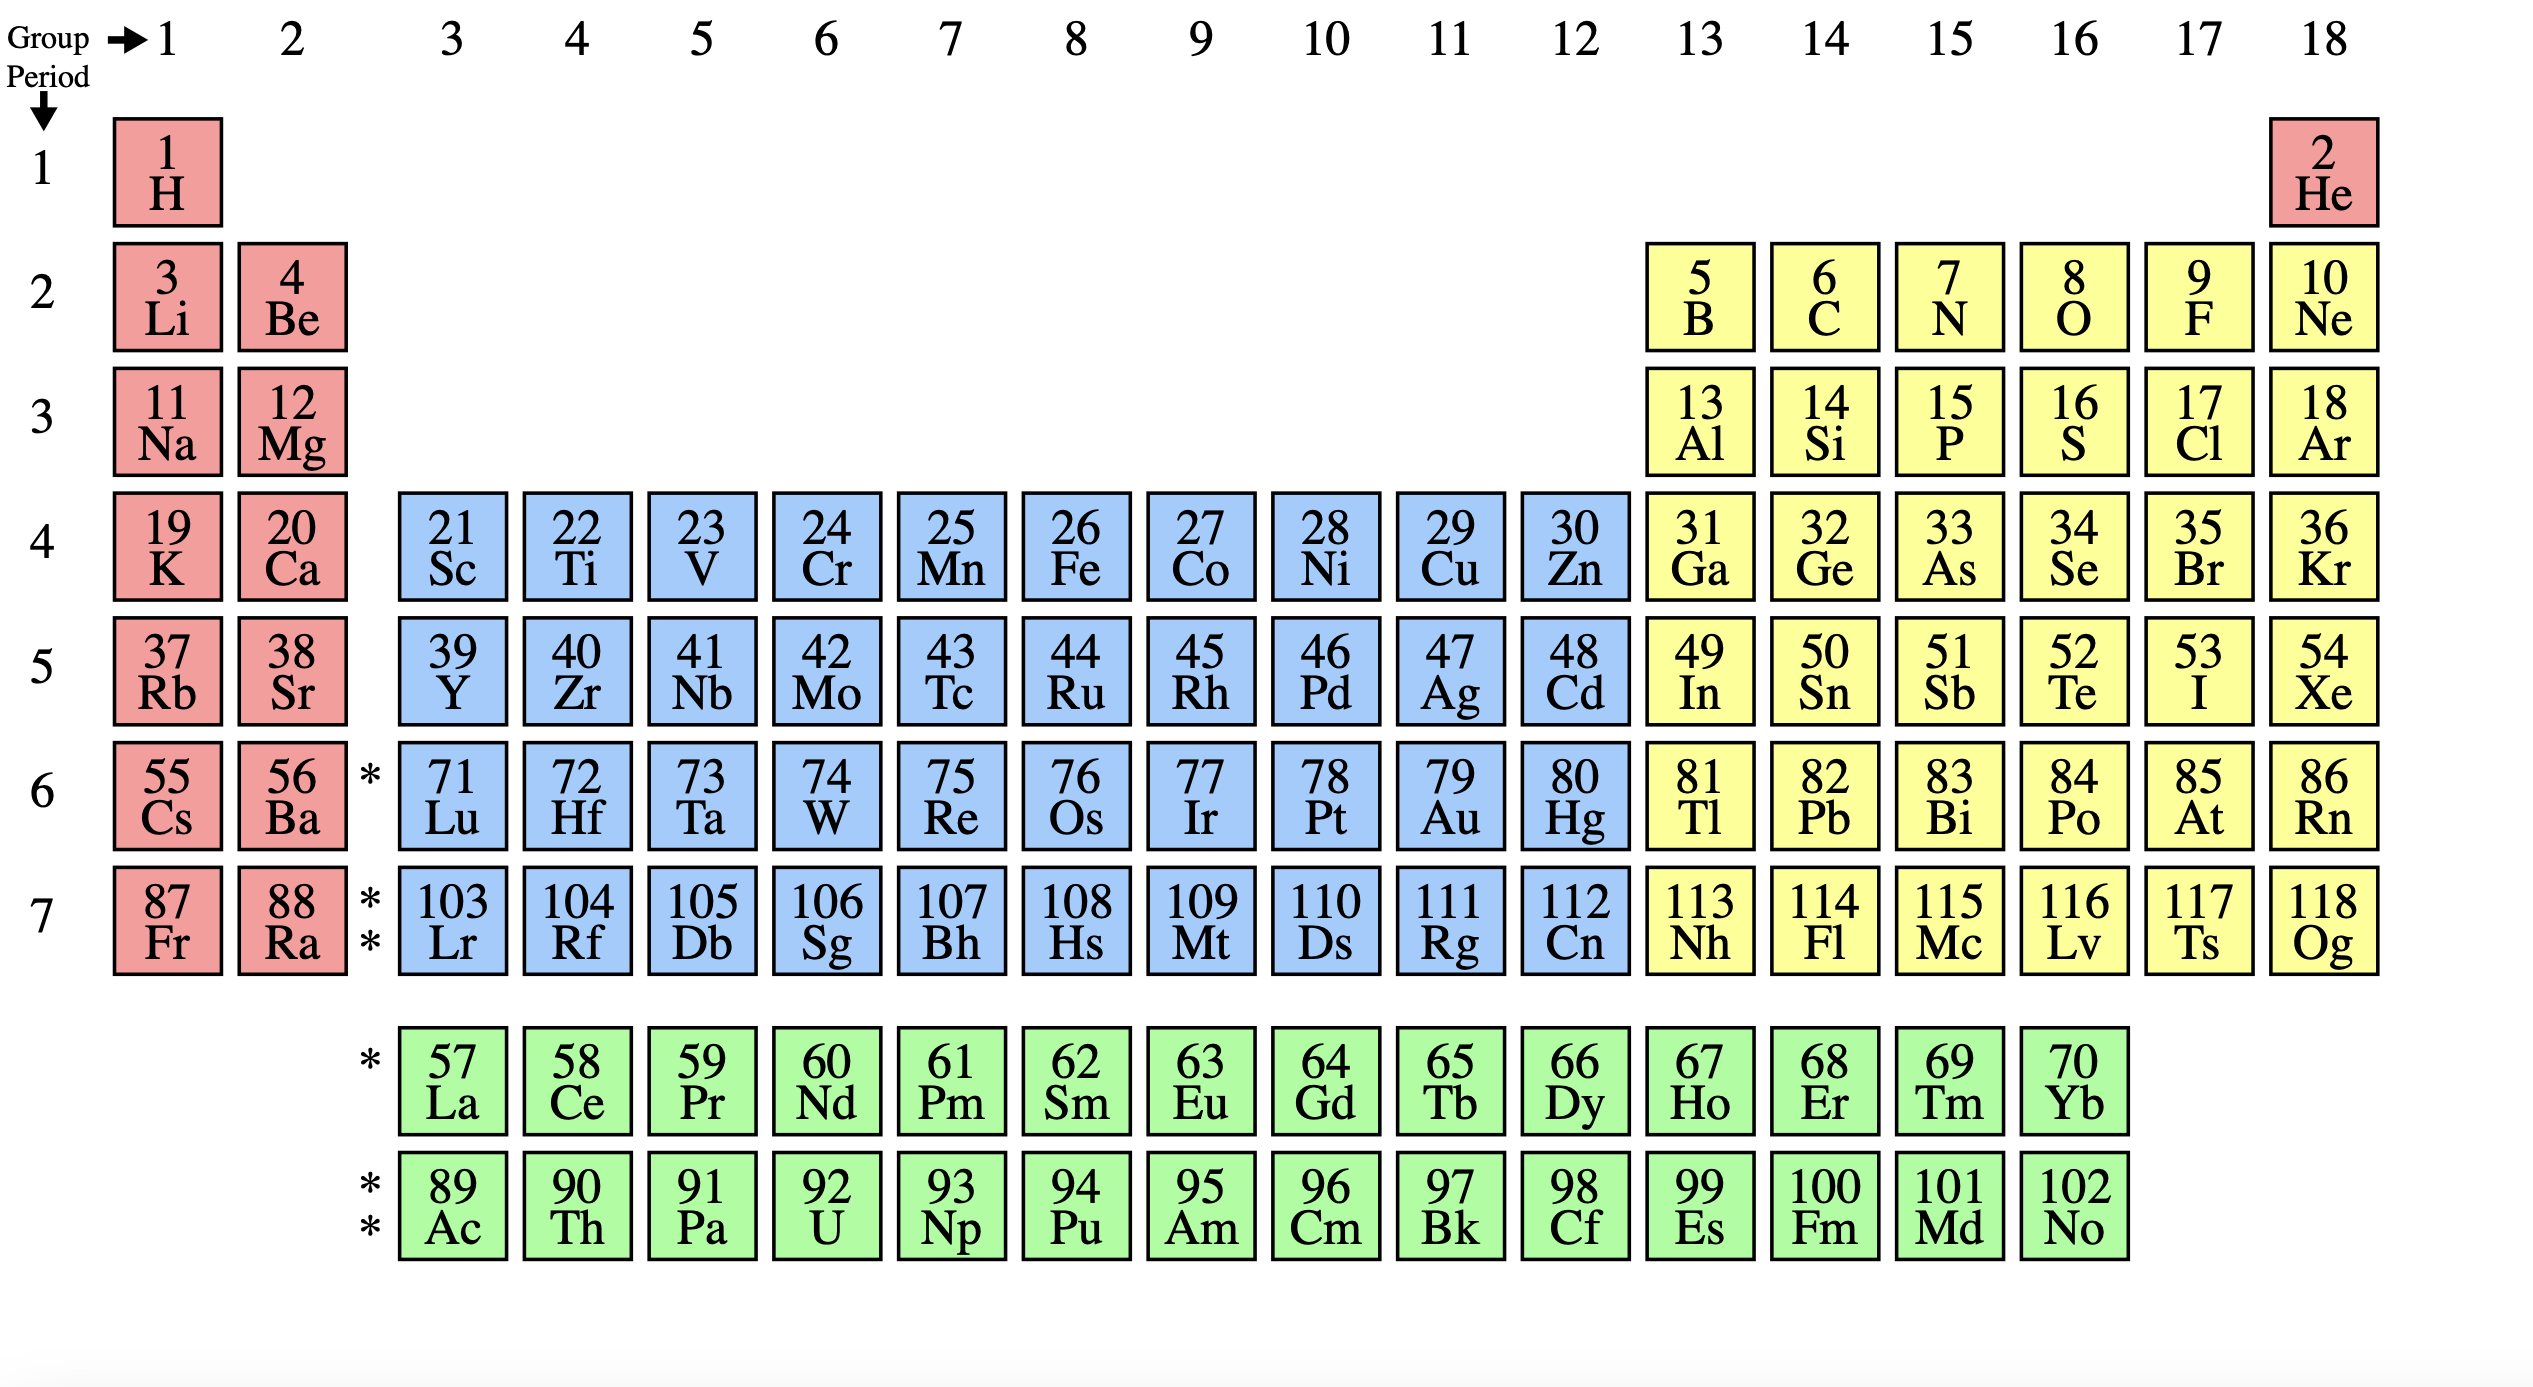 Group → 1 2 3 4 5 6 7 8 9 10 11 12 13 14 15 16 17 18
Period
↓
1 1 2
H He
2 3 4 5 6 7 8 9 10
Li Be B C N O F Ne
3 11 12 13 14 15 16 17 18
Na Mg Al Si P S Cl Ar
4 19 20 21 22 23 24 25 26 27 28 29 30 31 32 33 34 35 36
K Ca Sc Ti V Cr Mn Fe Co Ni Cu Zn Ga Ge As Se Br Kr
5 37 38 39 40 41 42 43 44 45 46 47 48 49 50 51 52 53 54
Rb Sr Y Zr Nb Mo Tc Ru Rh Pd Ag Cd In Sn Sb Te I Xe
6 55 56 * 71 72 73 74 75 76 77 78 79 80 81 82 83 84 85 86
Cs Ba Lu Hf Ta W Re Os Ir Pt Au Hg Tl Pb Bi Po At Rn
7 87 88 * 103 104 105 106 107 108 109 110 111 112 113 114 115 116 117 118
Fr Ra * Lr Rf Db Sg Bh Hs Mt Ds Rg Cn Nh Fl Mc Lv Ts Og
* 57 58 59 60 61 62 63 64 65 66 67 68 69 70
La Ce Pr Nd Pm Sm Eu Gd Tb Dy Ho Er Tm Yb
* 89 90 91 92 93 94 95 96 97 98 99 100 101 102
* Ac Th Pa U Np Pu Am Cm Bk Cf Es Fm Md No